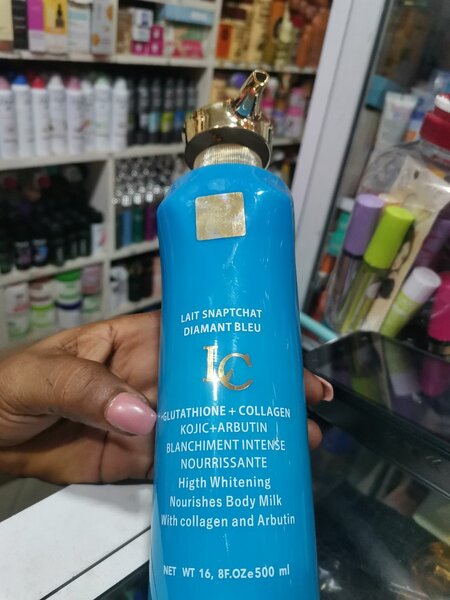 LAIT SNAPTCHAT
DIAMANT BLEU
LC
+GLUTATHIONE + COLLAGEN
KOJIC+ARBUTIN
BLANCHIMENT INTENSE
NOURRISSANTE
Higth Whitening
Nourishes Body Milk
With collagen and Arbutin
NET WT 16, 8F.OZe500 ml